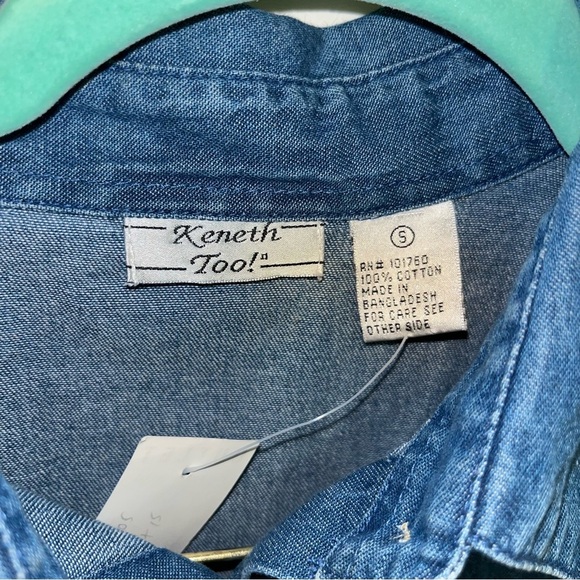 Keneth
Too!
S
RN# 101760
100% COTTON
MADE IN
BANGLADESH
FOR CARE SEE
OTHER SIDE